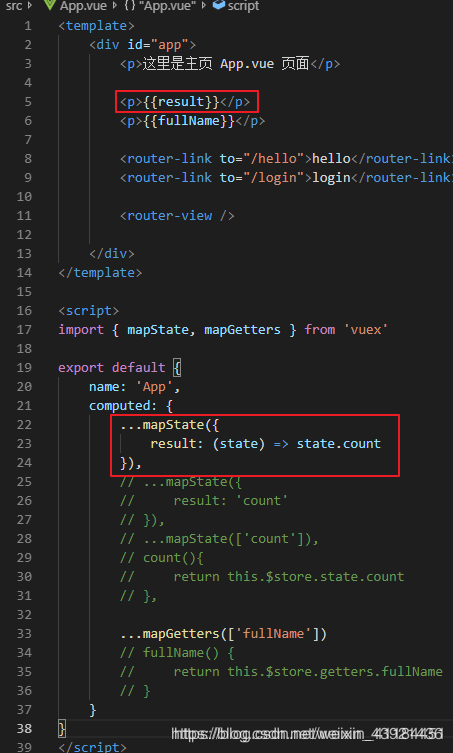 src > App.vue > {} "App.vue" > script
1 <template>
2 <div id="app">
3 <p>这里是主页 App.vue 页面</p>
4
5 <p>{{result}}</p>
6 <p>{{fullName}}</p>
7
8 <router-link to="/hello">hello</router-link>
9 <router-link to="/login">login</router-link>
10
11 <router-view />
12
13 </div>
14 </template>
15
16 <script>
17 import { mapState, mapGetters } from 'vuex'
18
19 export default {
20 name: 'App',
21 computed: {
22 ...mapState({
23 result: (state) => state.count
24 }),
25 // ...mapState({
26 //     result: 'count'
27 // }),
28 // ...mapState(['count']),
29 // count(){
30 //     return this.$store.state.count
31 // },
32
33 ...mapGetters(['fullName'])
34 // fullName() {
35 //     return this.$store.getters.fullName
36 // }
37 }
38 }
39 </script>